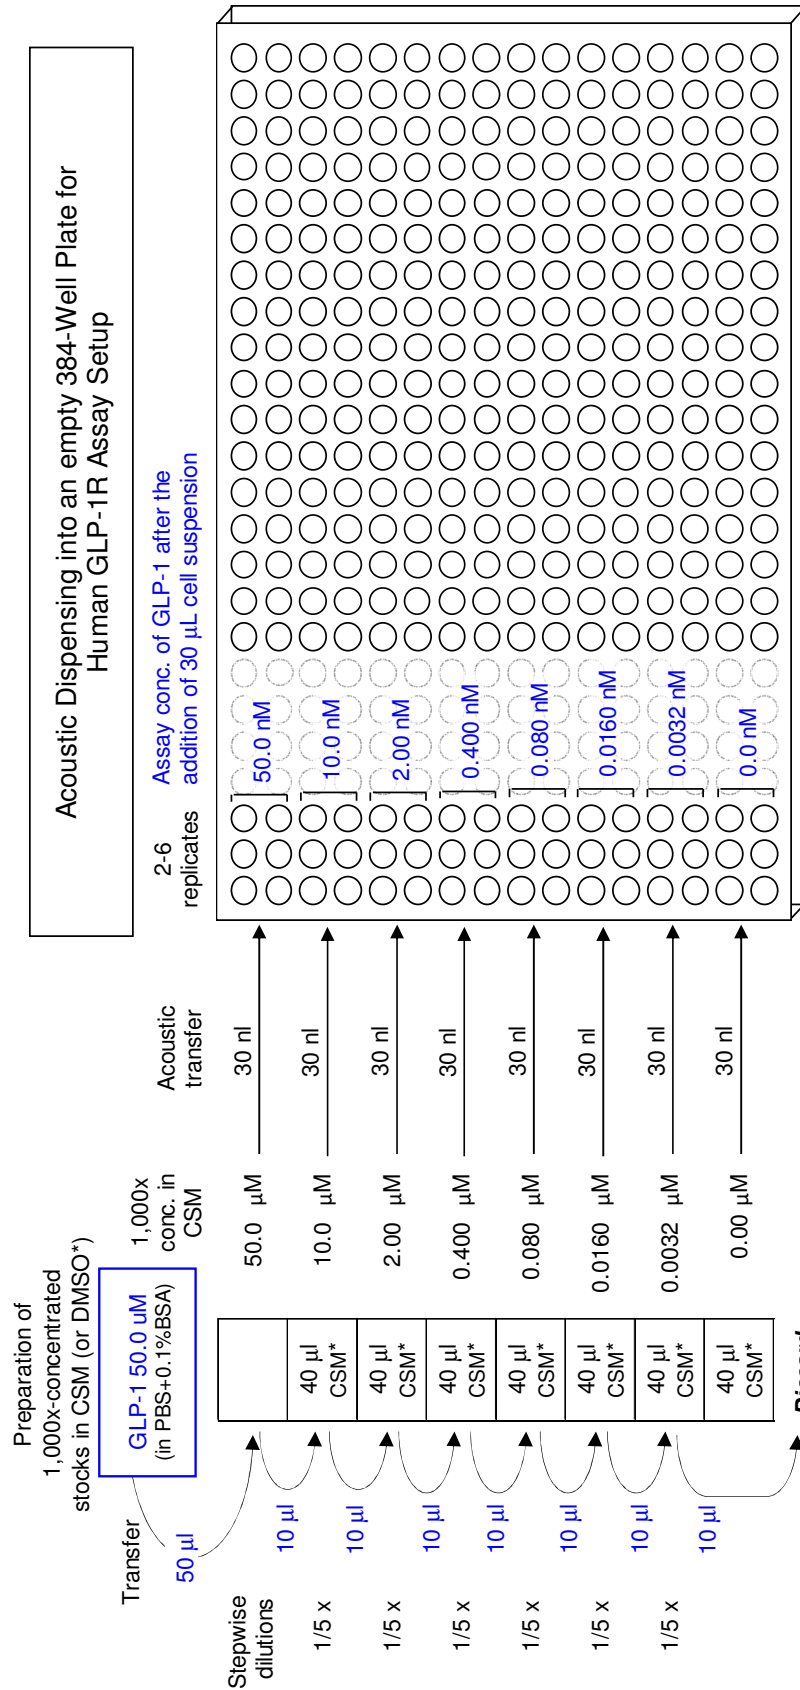 Acoustic Dispensing into an empty 384-Well Plate for
Human GLP-1R Assay Setup
Preparation of
1,000x-concentrated
stocks in CSM (or DMSO*)
GLP-1 50.0 uM
(in PBS+0.1%BSA)
Transfer
50 µl
Stepwise
dilutions
1,000x
conc. in
CSM
Acoustic
transfer
2-6
replicates
Assay conc. of GLP-1 after the
addition of 30 µL cell suspension
50.0 µM
30 nl
50.0 nM
10 µl
1/5 x
40 µl
CSM*
10.0 µM
30 nl
10.0 nM
10 µl
1/5 x
40 µl
CSM*
2.00 µM
30 nl
2.00 nM
10 µl
1/5 x
40 µl
CSM*
0.400 µM
30 nl
0.400 nM
10 µl
1/5 x
40 µl
CSM*
0.080 µM
30 nl
0.080 nM
10 µl
1/5 x
40 µl
CSM*
0.0160 µM
30 nl
0.0160 nM
10 µl
1/5 x
40 µl
CSM*
0.0032 µM
30 nl
0.0032 nM
10 µl
40 µl
CSM*
0.00 µM
30 nl
0.0 nM
Discard